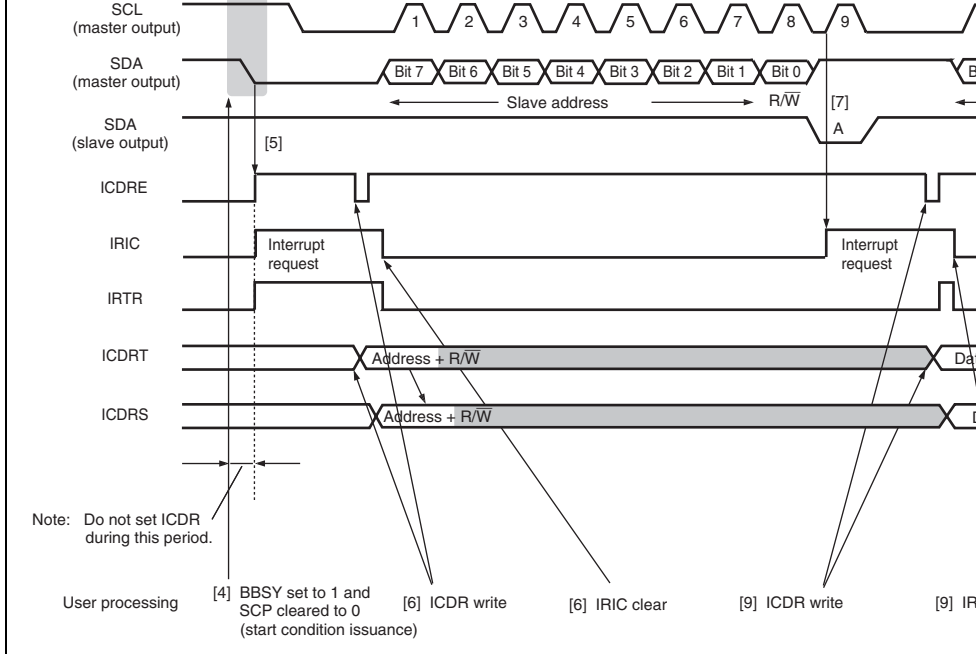 SCL
(master output)
1 2 3 4 5 6 7 8 9
SDA
(master output)
Bit 7 Bit 6 Bit 5 Bit 4 Bit 3 Bit 2 Bit 1 Bit 0 B
Slave address R/W̅ [7]
SDA
(slave output)
A
[5]
ICDRE
IRIC
Interrupt
request
Interrupt
request
IRTR
ICDRT
Address + R/W̅
Da
ICDRS
Address + R/W̅
D
Note: Do not set ICDR
during this period.
User processing
[4] BBSY set to 1 and
SCP cleared to 0
(start condition issuance)
[6] ICDR write
[6] IRIC clear
[9] ICDR write
[9] IR